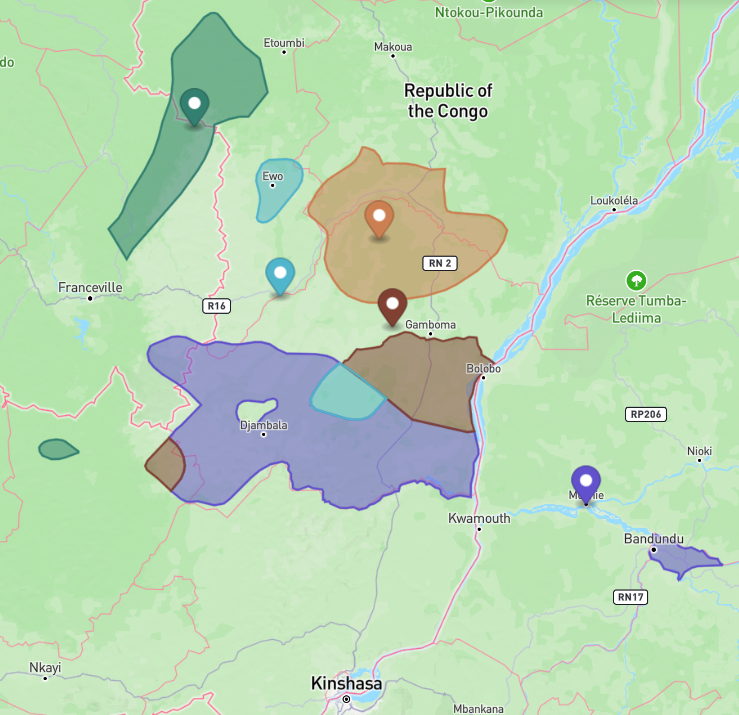 Ntokou-Pikounda
Etoumbi
Makoua
do
Republic of
the Congo
Ewo
Loukoléla
RN 2
Franceville
R16
Réserve Tumba-
Lediima
Gamboma
Bolobo
RP206
Djambala
Nioki
Kwamouth
Bandundu
RN17
Nkayi
Kinshasa
Mbankana